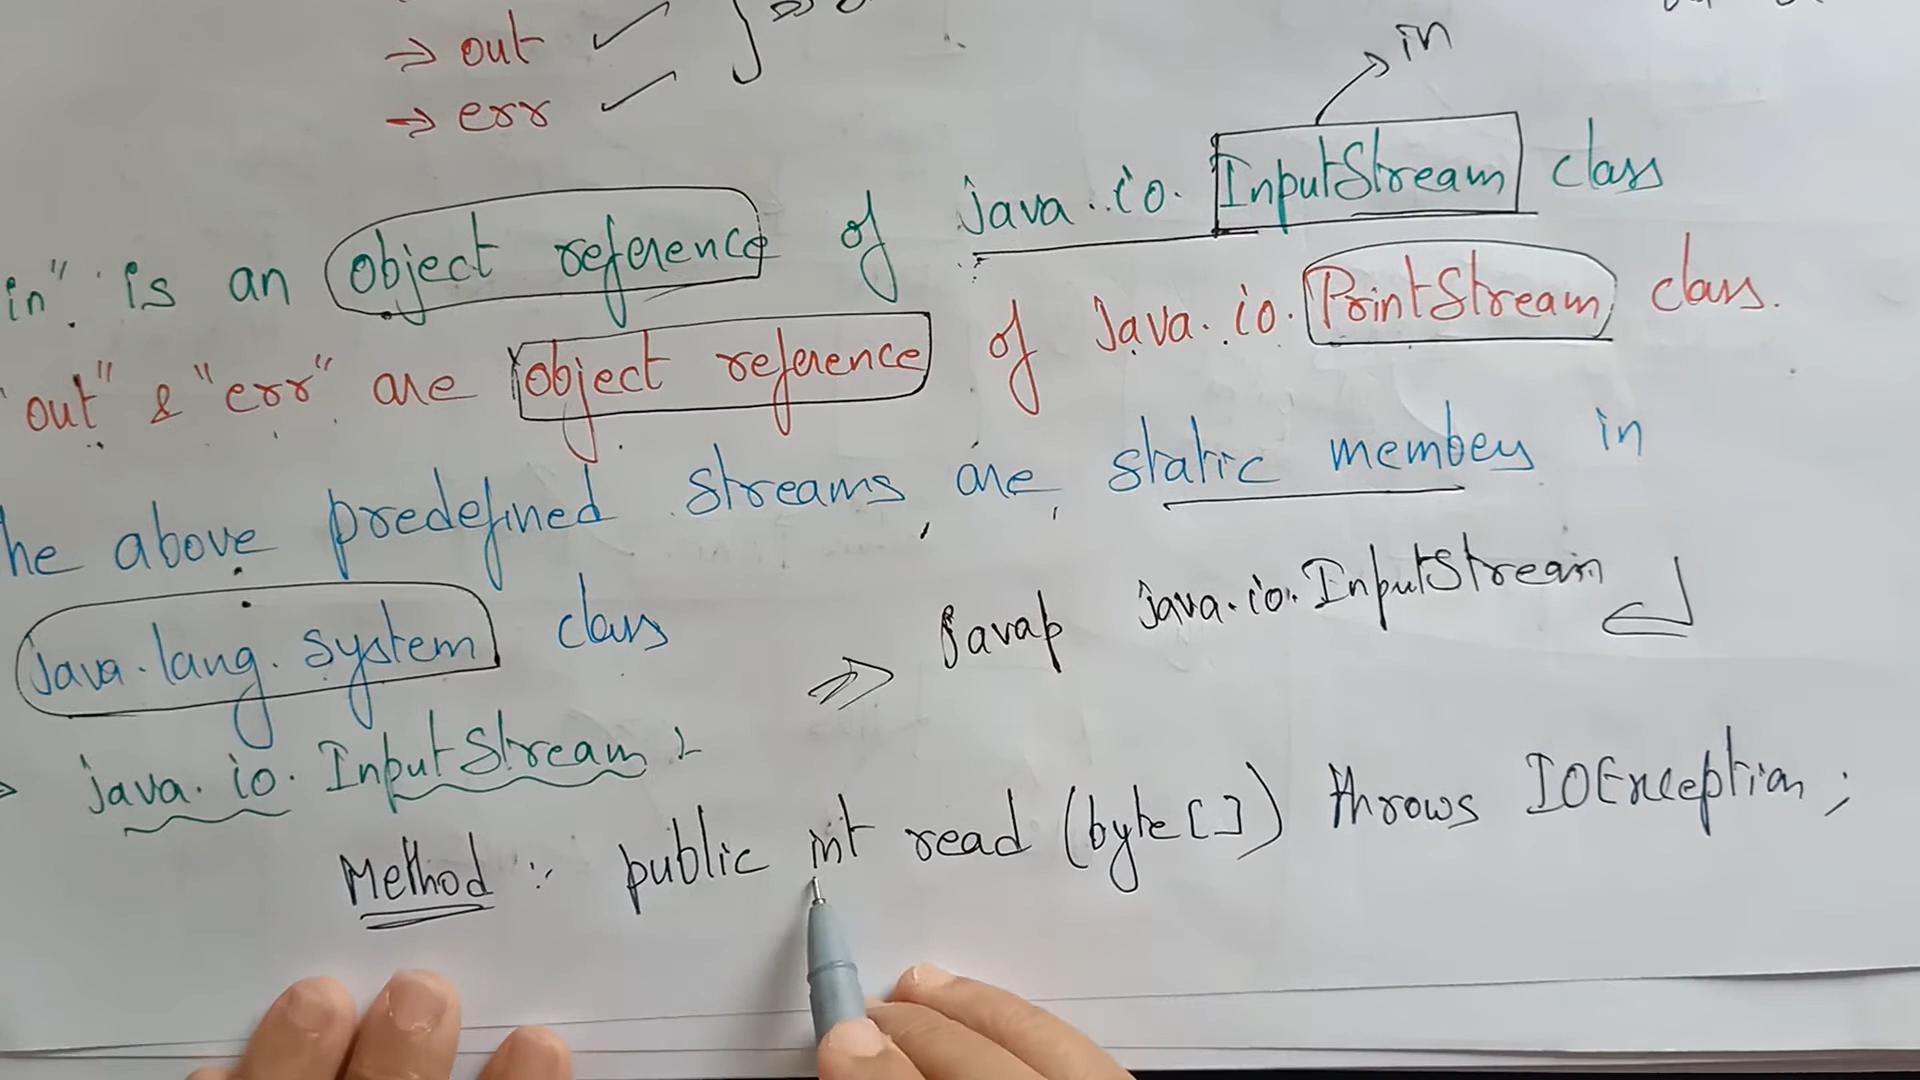 → out
→ err
in
in" is an object reference of java.io.InputStream class
"out" & "err" are object reference of Java.io.PrintStream class.
he above predefined streams are static members in
java.lang.system class
javap java.io.InputStream
java.io.InputStream :-
Method :- public int read (byte[]) throws IOException;